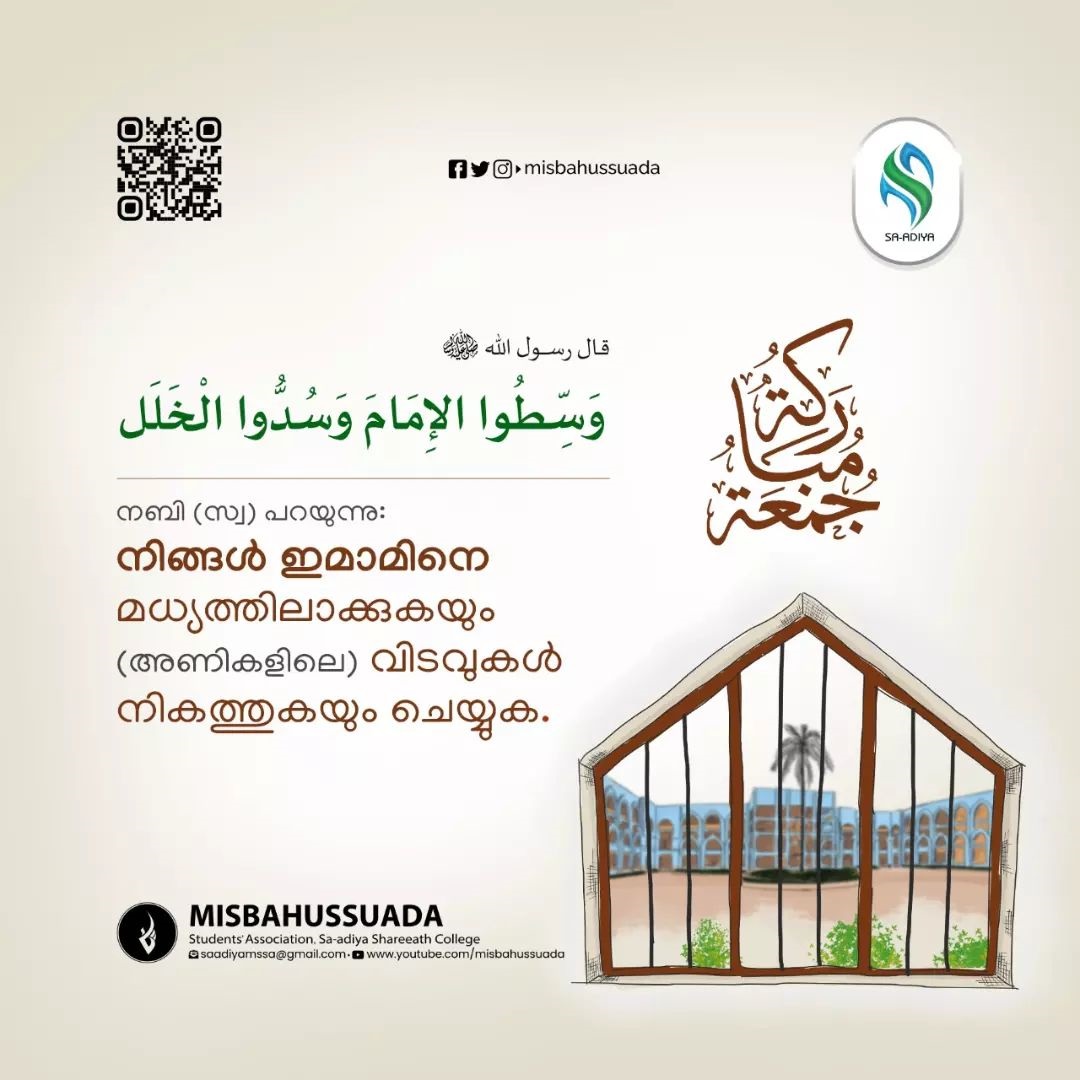 misbahussuada
SA-ADIYA
قال رسول الله ﷺ
وَسِّطُوا الإِمَامَ وَسُدُّوا الْخَلَل
جُمُعَة مُبَارَكَة
നബി (സ്വ) പറയുന്നു:
നിങ്ങൾ ഇമാമിനെ
മധ്യത്തിലാക്കുകയും
(അണികളിലെ) വിടവുകൾ
നികത്തുകയും ചെയ്യുക.
MISBAHUSSUADA
Students' Association, Sa-adiya Shareeath College
saadiyamssa@gmail.com • www.youtube.com/misbahussuada